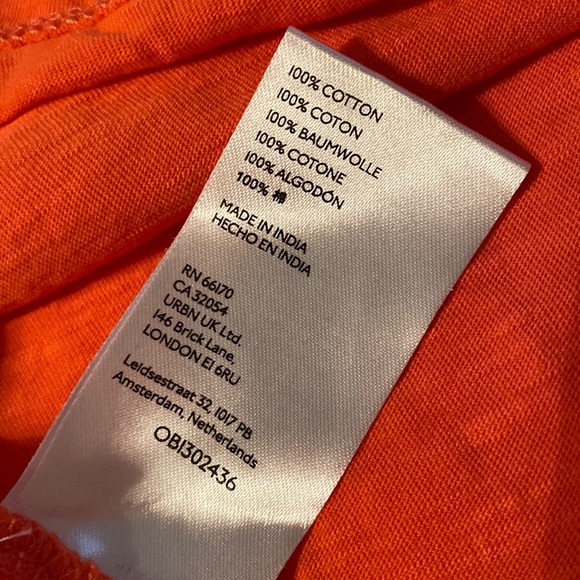 100% COTTON
100% COTON
100% BAUMWOLLE
100% COTONE
100% ALGODÓN
100% 棉
MADE IN INDIA
HECHO EN INDIA
RN 66170
CA 32054
URBN UK Ltd.
146 Brick Lane,
LONDON E1 6RU
Leidsestraat 32, 1017 PB
Amsterdam, Netherlands
OB1302436